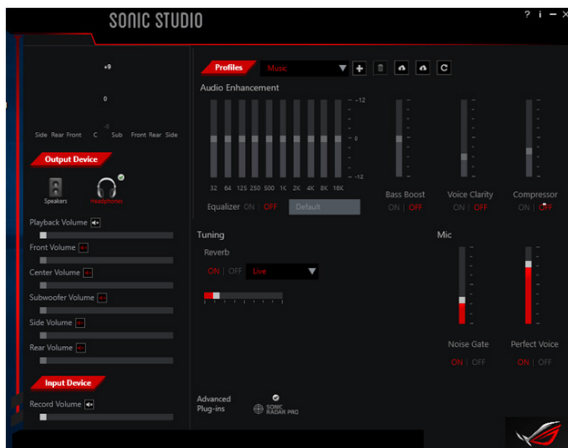 SONIC STUDIO
? i
+9
0
Side Rear Front C Sub Front Rear Side
Output Device
Speakers
Headphones
Playback Volume
Front Volume
Center Volume
Subwoofer Volume
Side Volume
Rear Volume
Input Device
Record Volume
Profiles
Music
Audio Enhancement
-12
0
-12
32 64 125 250 500 1K 2K 4K 8K 16K
Equalizer ON | OFF Default
Bass Boost
ON | OFF
Voice Clarity
ON | OFF
Compressor
ON | OFF
Tuning
Reverb
ON | OFF Live
Mic
Noise Gate
ON | OFF
Perfect Voice
ON | OFF
Advanced
Plug-ins
SONIC
RADAR PRO